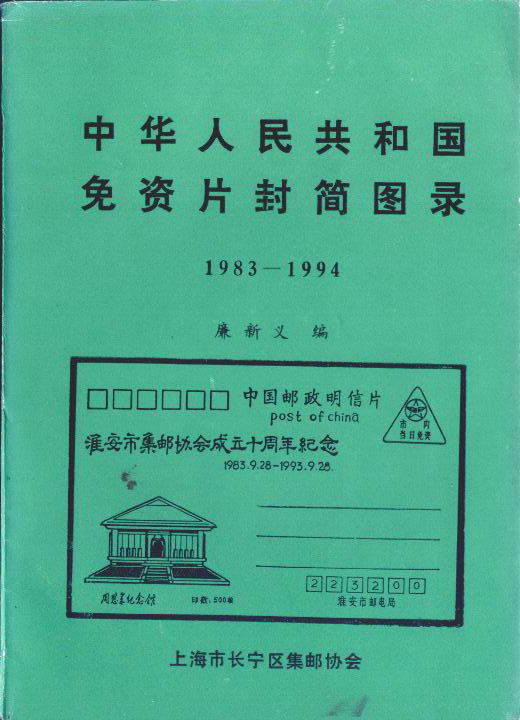 中华人民共和国
免资片封简图录
1983—1994
廉新义 编
中国邮政明信片
post of china
市内
当日免资
淮安市集邮协会成立十周年纪念
1983.9.28-1993.9.28.
周恩来纪念馆
印数:500枚
223200
淮安市邮电局
上海市长宁区集邮协会